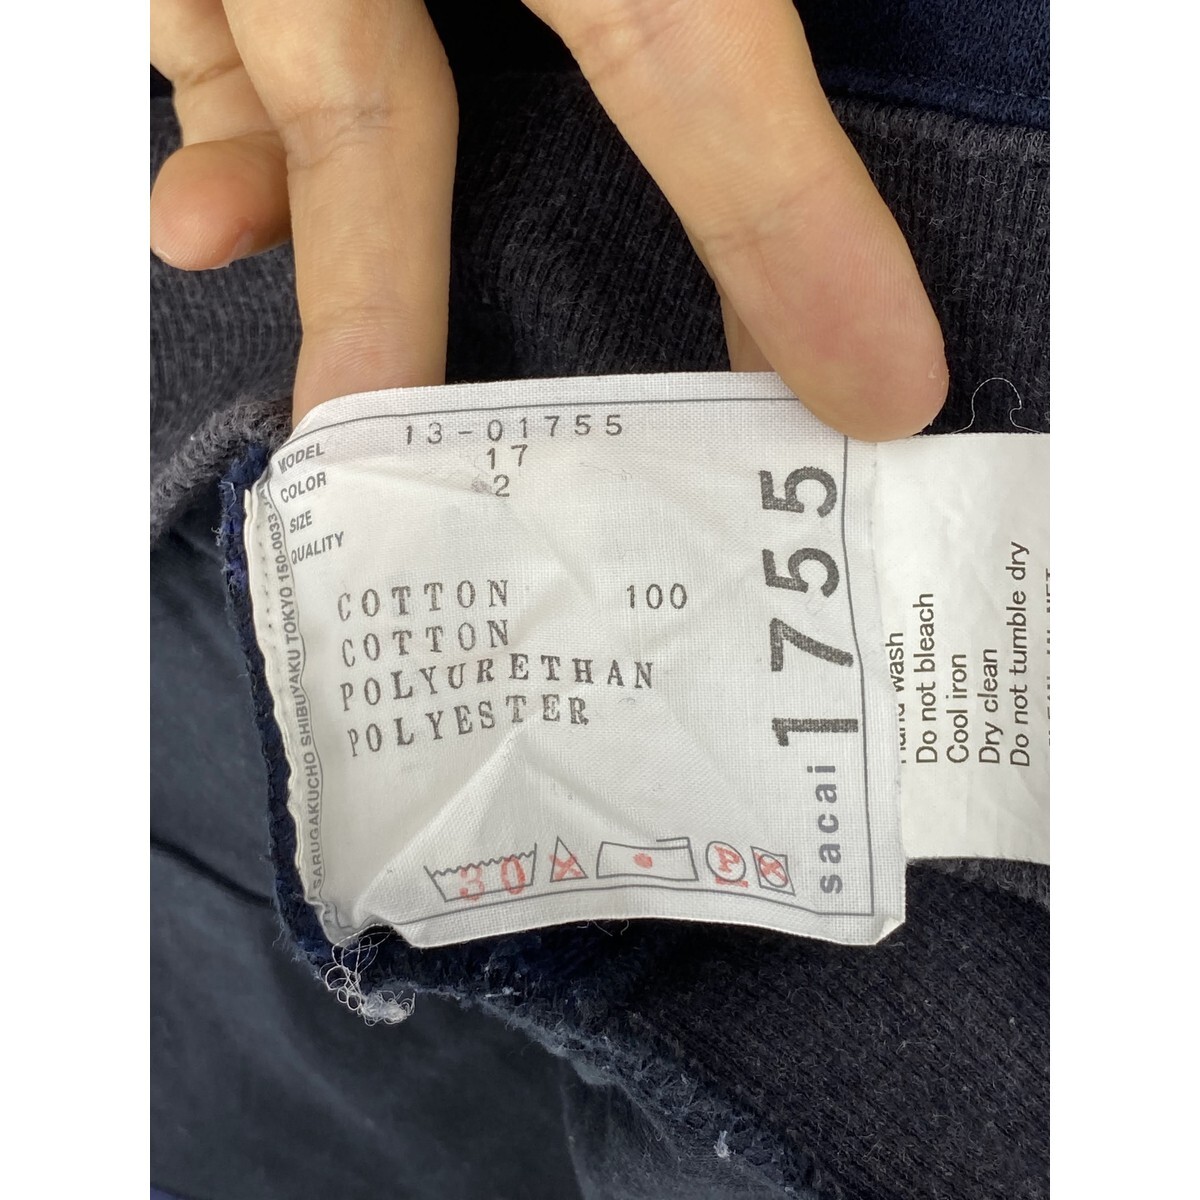 MODEL 13-01755
COLOR 17
SIZE 2
QUALITY
COTTON 100
COTTON
POLYURETHAN
POLYESTER
30
sacai 1755
SARUGAKUCHO SHIBUYAKU TOKYO 150-0033
wash
Do not bleach
Cool iron
Dry clean
Do not tumble dry